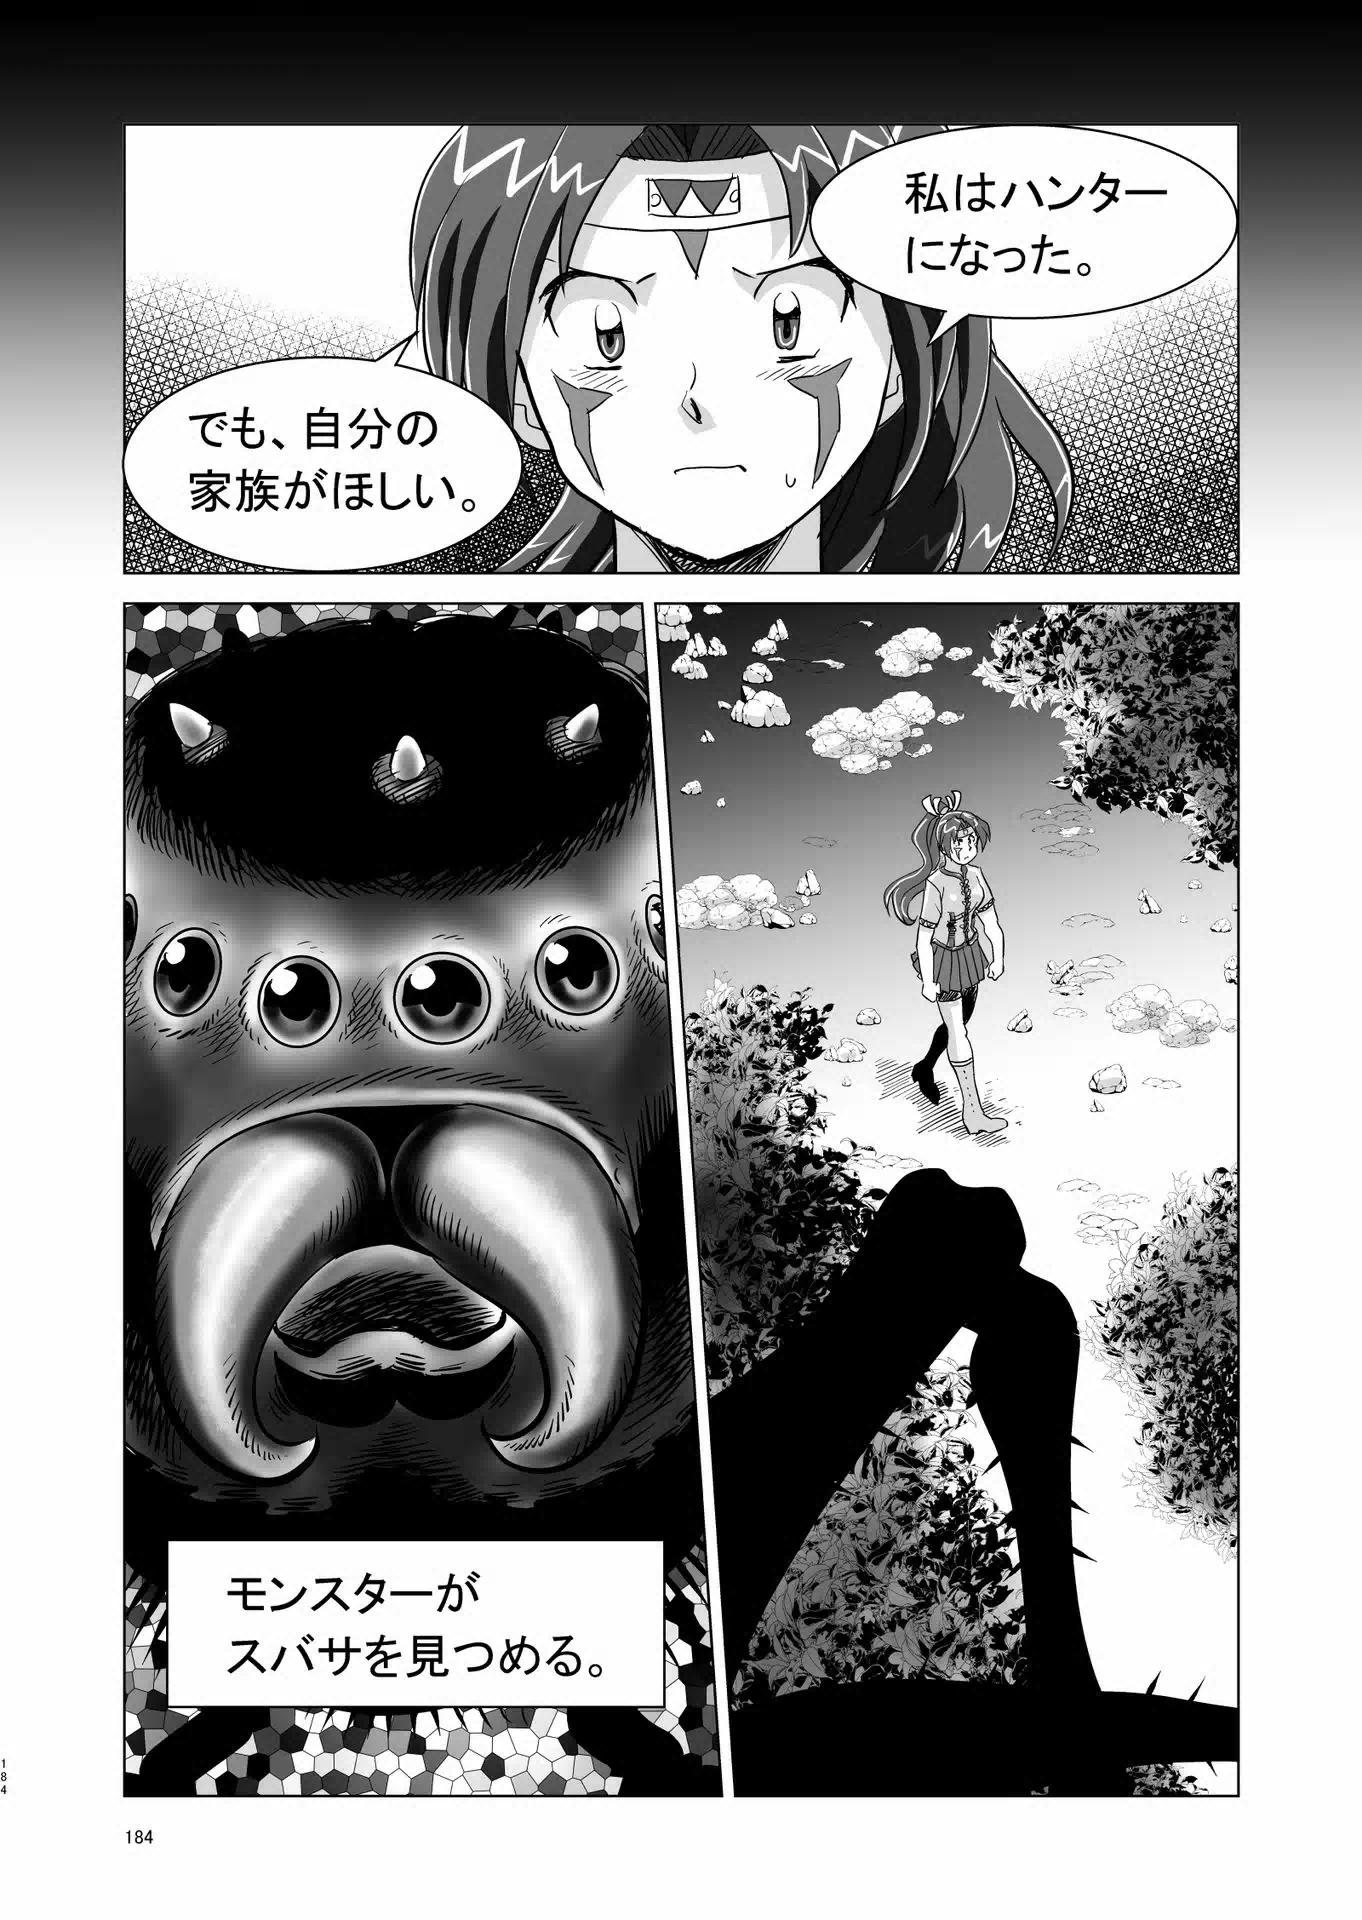 私はハンター
になった。
でも、自分の
家族がほしい。
モンスターが
スバサを見つめる。
184
184